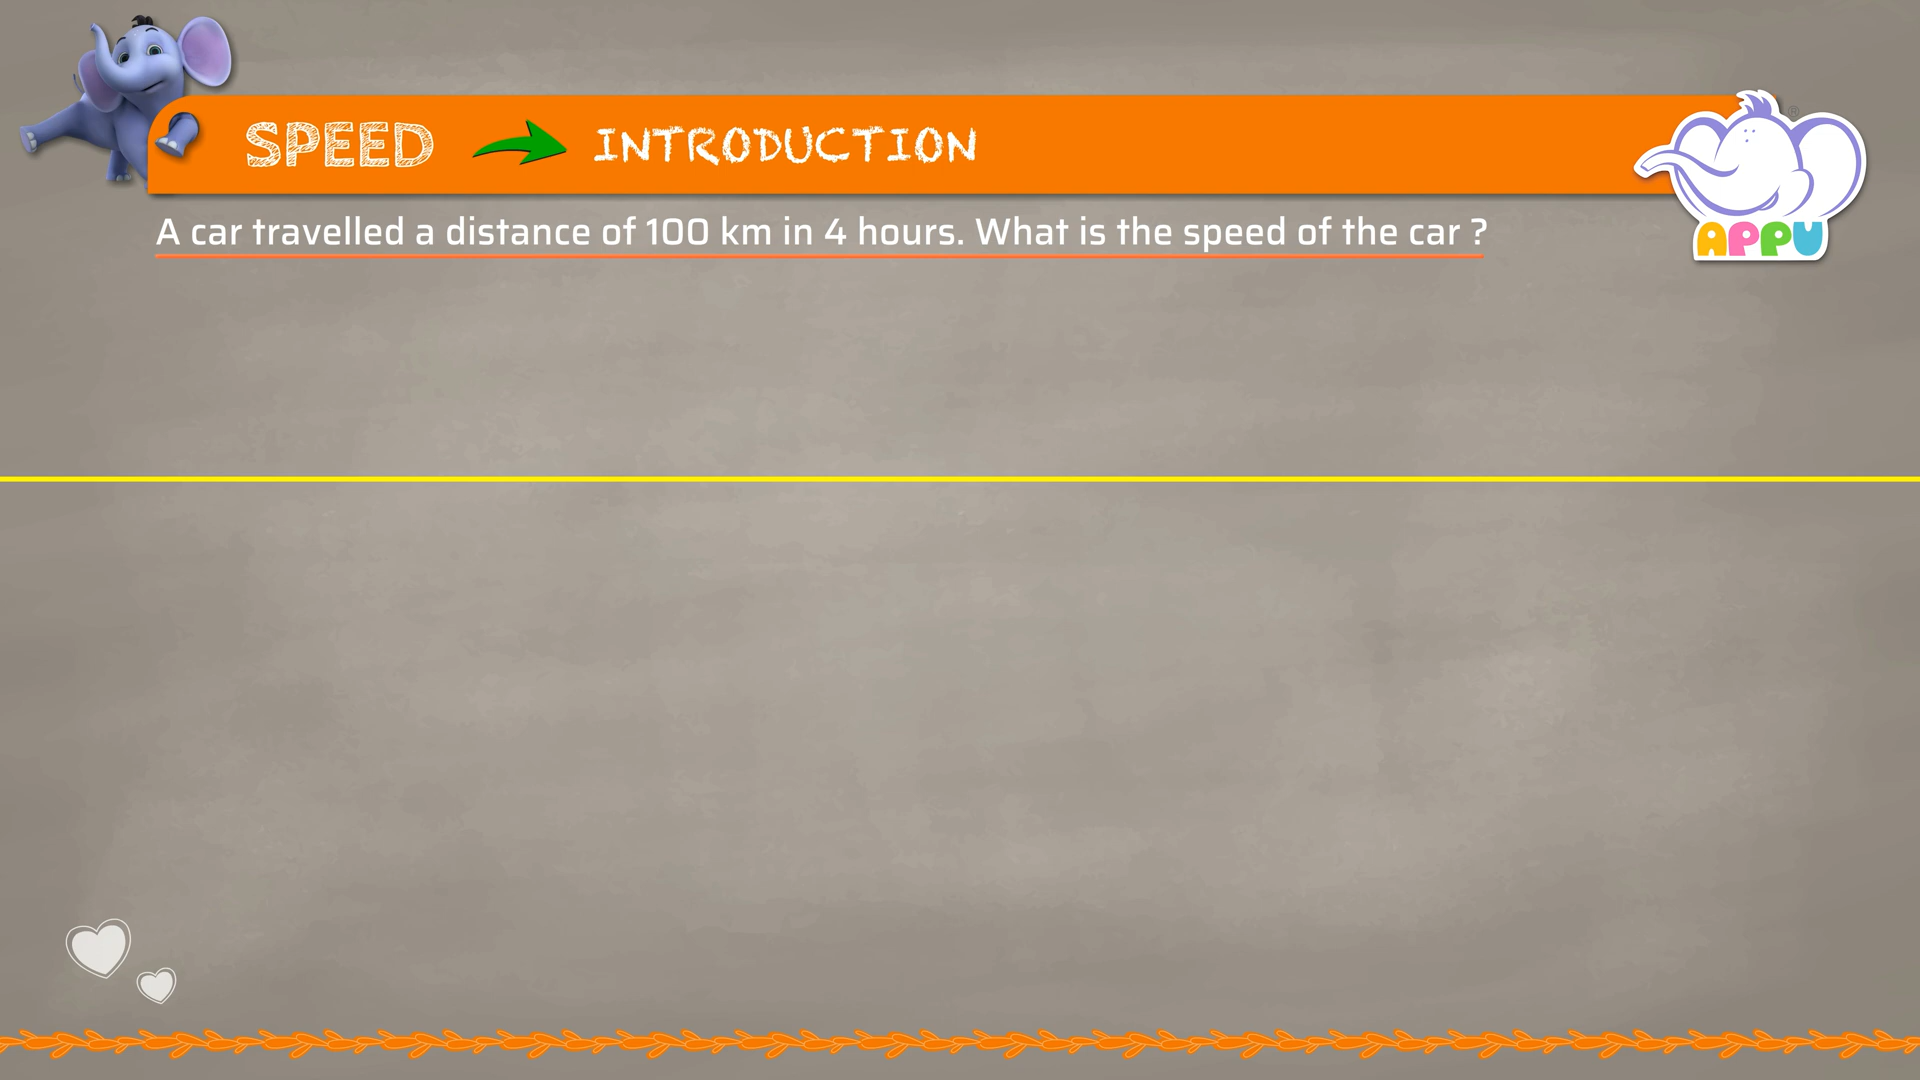 SPEED INTRODUCTION
A car travelled a distance of 100 km in 4 hours. What is the speed of the car ?
APPU